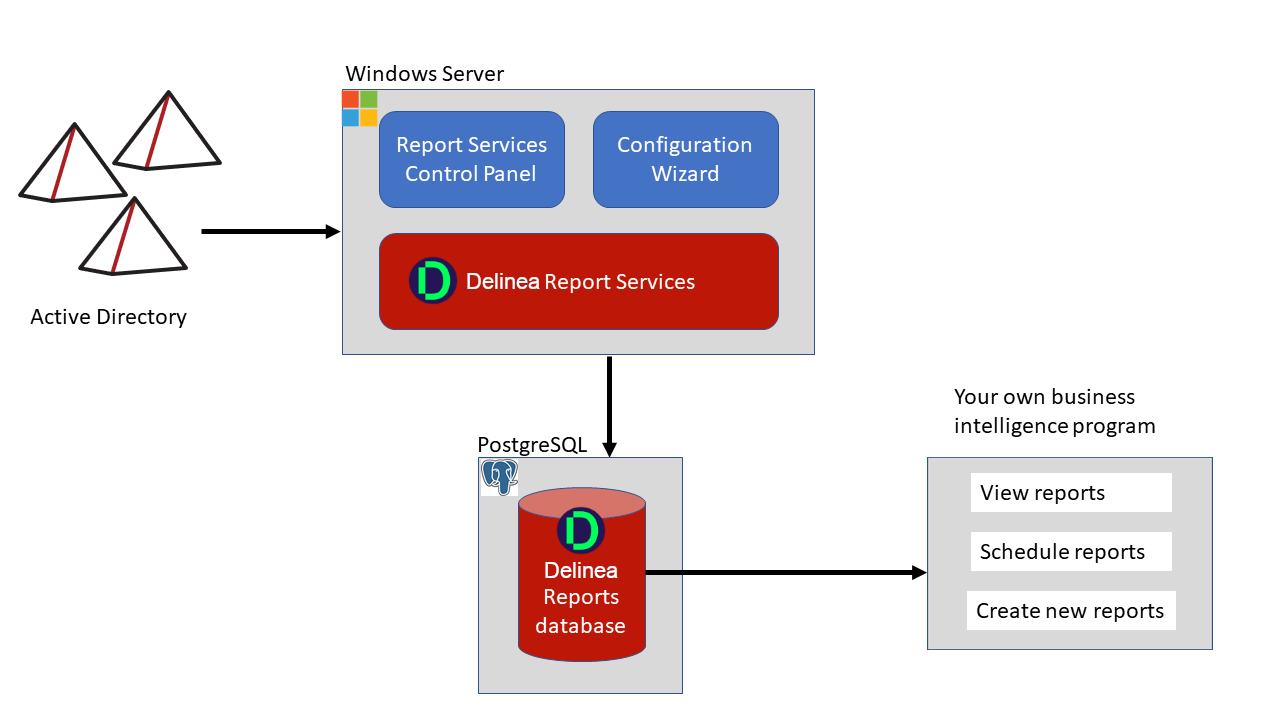 Windows Server
Report Services
Control Panel
Configuration
Wizard
Delinea Report Services
Active Directory
PostgreSQL
Delinea
Reports
database
Your own business
intelligence program
View reports
Schedule reports
Create new reports